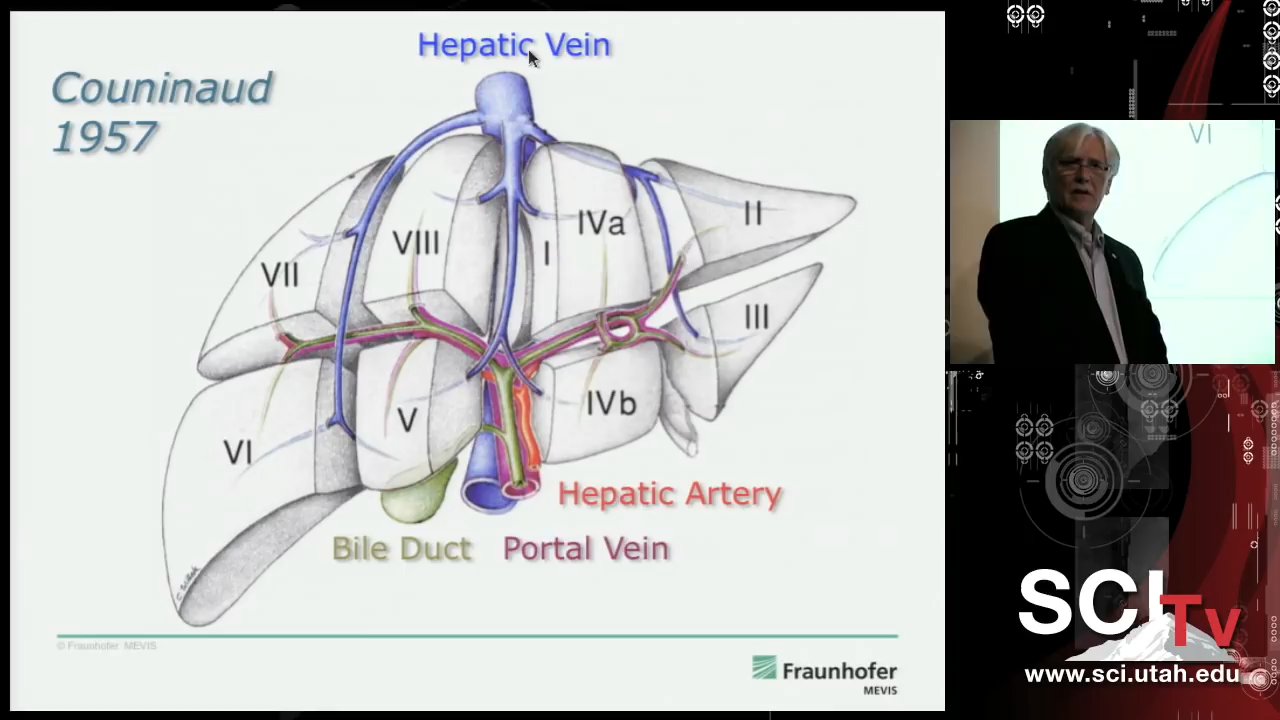 Hepatic Vein
Couninaud
1957
VII
VIII
I
IVa
II
III
VI
V
IVb
Hepatic Artery
Bile Duct
Portal Vein
© Fraunhofer MEVIS
Fraunhofer
MEVIS
VI
SCI
Tv
www.sci.utah.edu